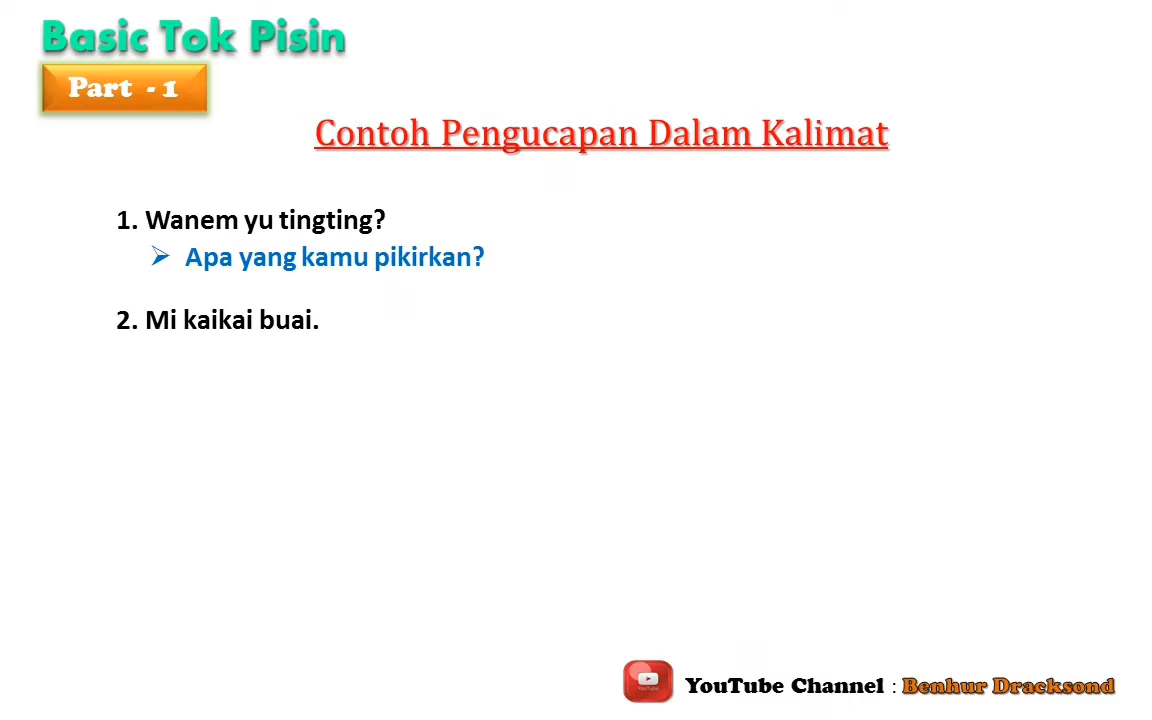 Basic Tok Pisin
Part - 1
Contoh Pengucapan Dalam Kalimat
1. Wanem yu tingting?
➢ Apa yang kamu pikirkan?
2. Mi kaikai buai.
YouTube Channel : Benhur Dracksond